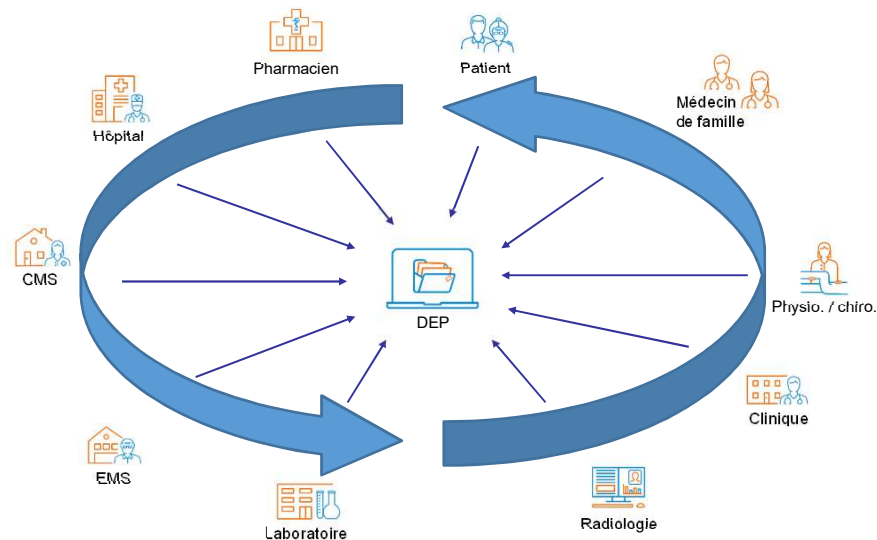 Pharmacien
Patient
Médecin
de famille
Hôpital
CMS
DEP
Physio. / chiro.
Clinique
EMS
Laboratoire
Radiologie